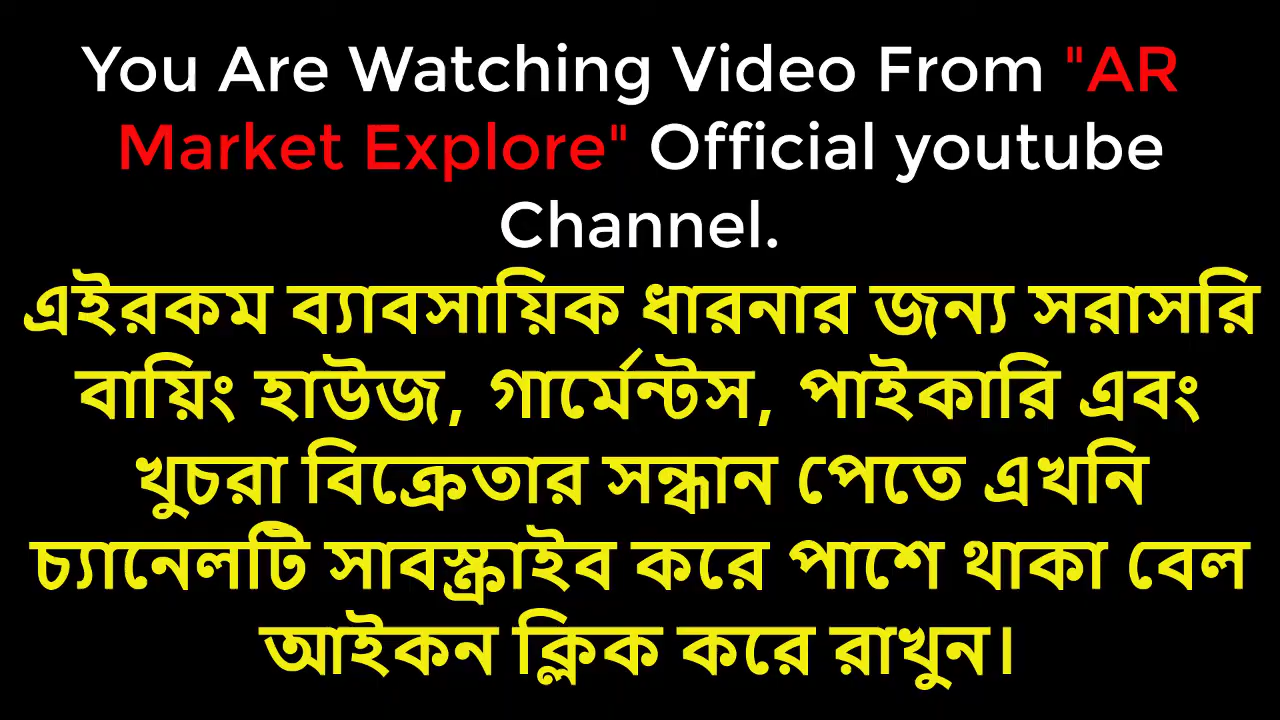 You Are Watching Video From "AR
Market Explore" Official youtube
Channel.
এইরকম ব্যাবসায়িক ধারনার জন্য সরাসরি
বায়িং হাউজ, গার্মেন্টস, পাইকারি এবং
খুচরা বিক্রেতার সন্ধান পেতে এখনি
চ্যানেলটি সাবস্ক্রাইব করে পাশে থাকা বেল
আইকন ক্লিক করে রাখুন।